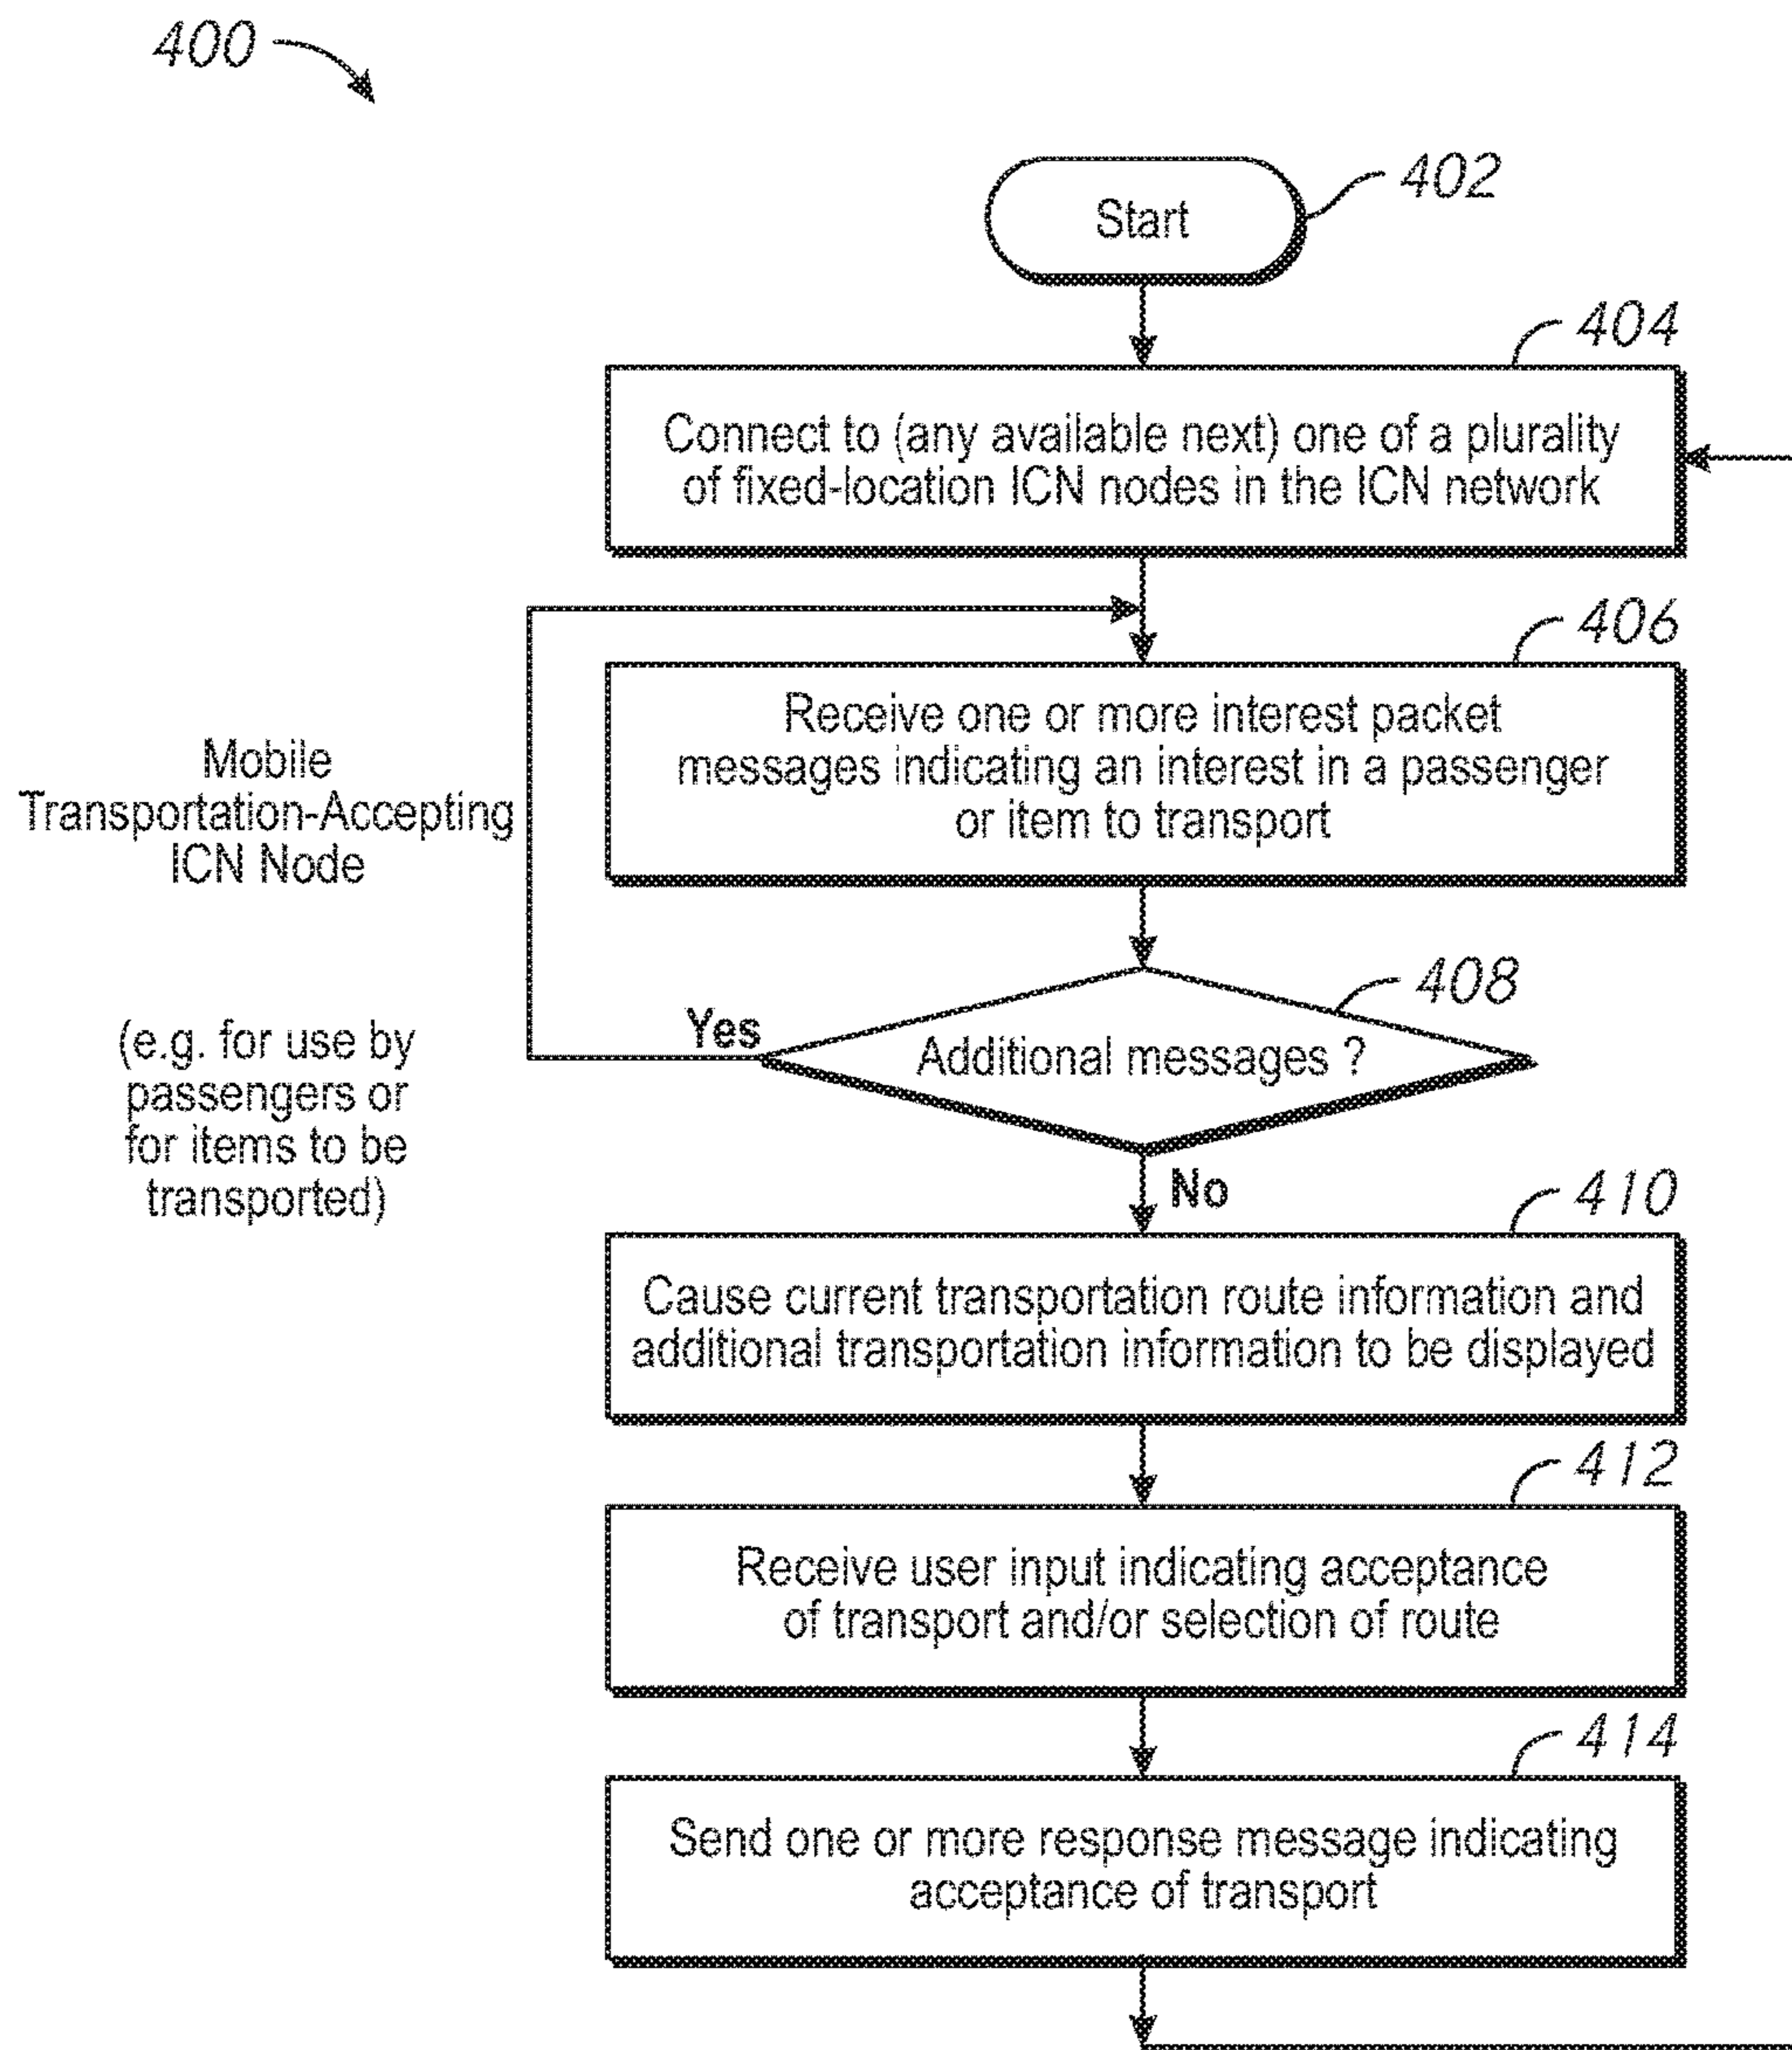 400
Start
402
404
Connect to (any available next) one of a plurality
of fixed-location ICN nodes in the ICN network
406
Receive one or more interest packet
messages indicating an interest in a passenger
or item to transport
Mobile
Transportation-Accepting
ICN Node
408
Yes
Additional messages ?
(e.g. for use by
passengers or
for items to be
transported)
No
410
Cause current transportation route information and
additional transportation information to be displayed
412
Receive user input indicating acceptance
of transport and/or selection of route
414
Send one or more response message indicating
acceptance of transport